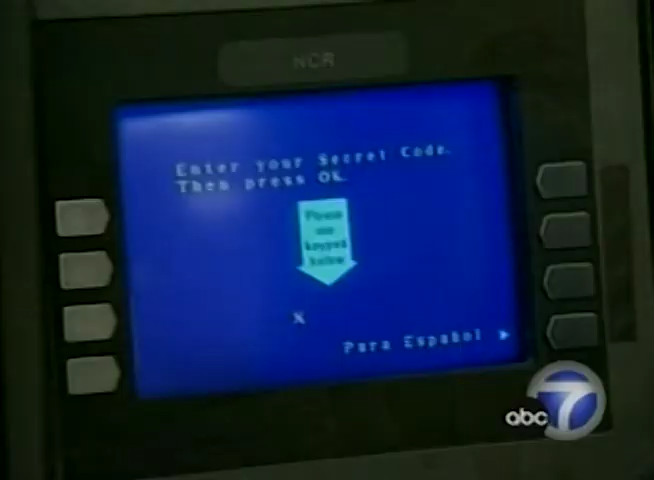 NCR
Enter your Secret Code.
Then press OK.
Please
use
keypad
below
X
Para Español
abc 7